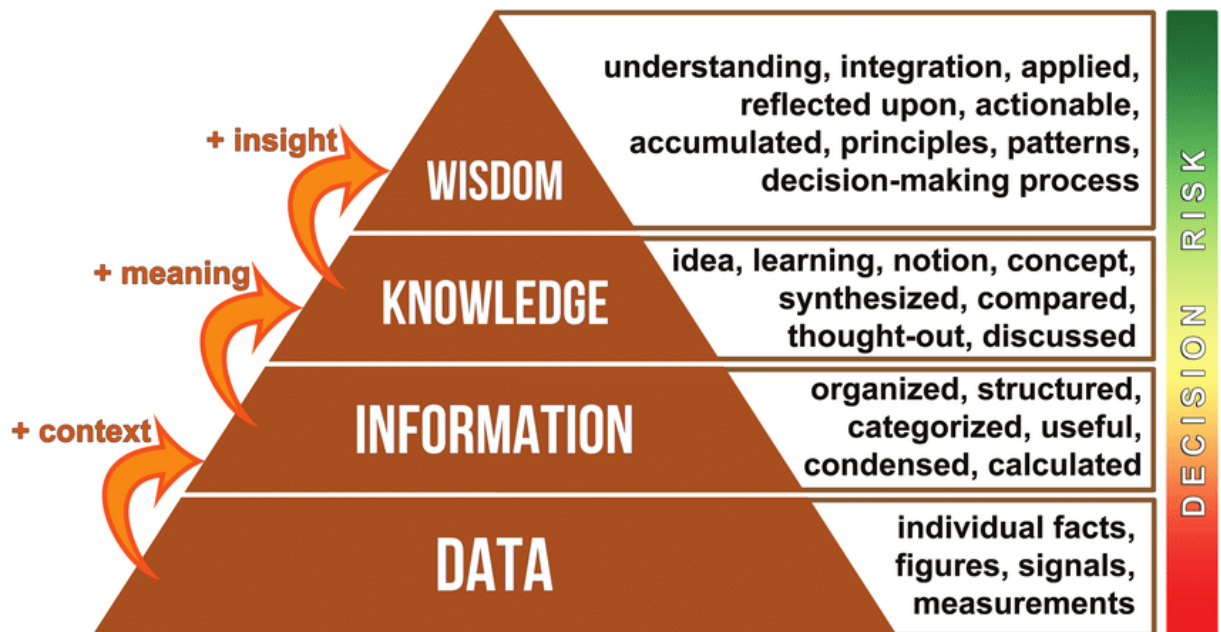 understanding, integration, applied,
reflected upon, actionable,
accumulated, principles, patterns,
decision-making process
+ insight
WISDOM
idea, learning, notion, concept,
synthesized, compared,
thought-out, discussed
+ meaning
KNOWLEDGE
organized, structured,
categorized, useful,
condensed, calculated
+ context
INFORMATION
individual facts,
figures, signals,
measurements
DATA
DECISION RISK